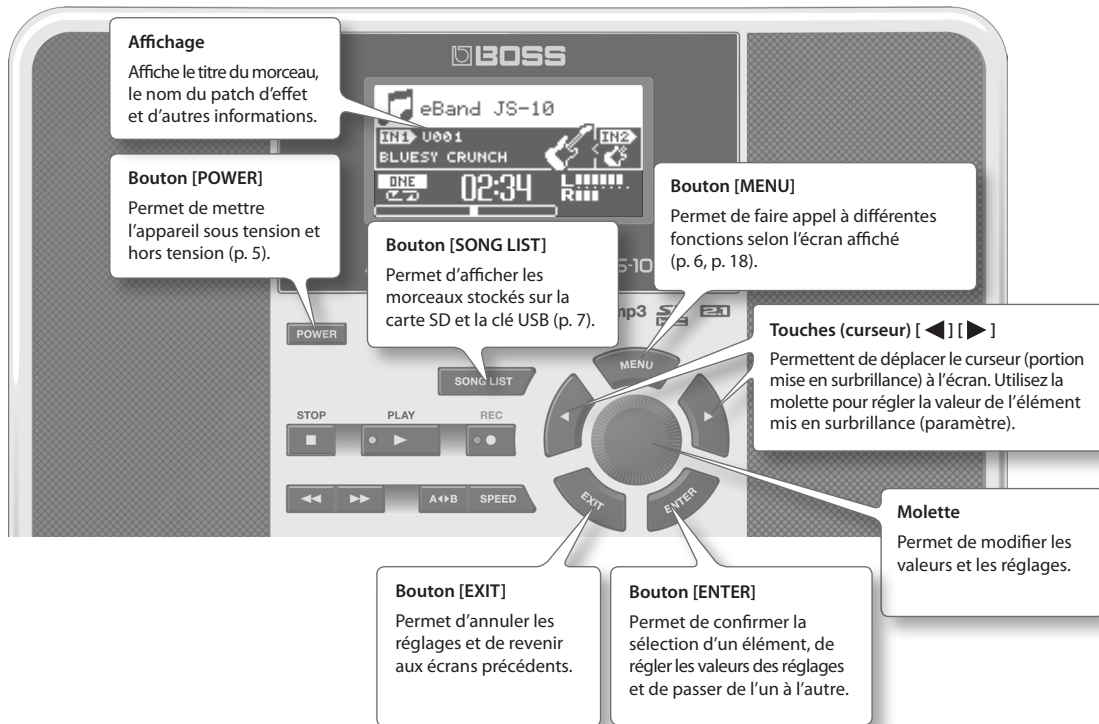 Affichage
Affiche le titre du morceau,
le nom du patch d'effet
et d'autres informations.
BOSS
eBand JS-10
IN1 U001
IN2
BLUESY CRUNCH
ONE
02:34
L
R
Bouton [POWER]
Permet de mettre
l'appareil sous tension et
hors tension (p. 5).
Bouton [SONG LIST]
Permet d'afficher les
morceaux stockés sur la
carte SD et la clé USB (p. 7).
Bouton [MENU]
Permet de faire appel à différentes
fonctions selon l'écran affiché
(p. 6, p. 18).
S-10
mp3
Touches (curseur) [ ◀ ] [ ▶ ]
Permettent de déplacer le curseur (portion
mise en surbrillance) à l'écran. Utilisez la
molette pour régler la valeur de l'élément
mis en surbrillance (paramètre).
POWER
MENU
SONG LIST
STOP
PLAY
REC
A◀▶B
SPEED
EXIT
ENTER
Molette
Permet de modifier les
valeurs et les réglages.
Bouton [EXIT]
Permet d'annuler les
réglages et de revenir
aux écrans précédents.
Bouton [ENTER]
Permet de confirmer la
sélection d'un élément, de
régler les valeurs des réglages
et de passer de l'un à l'autre.